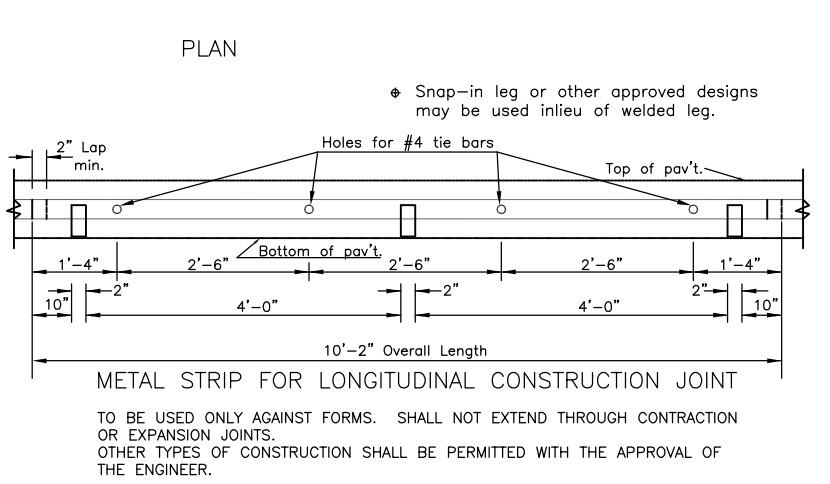 PLAN
⌖ Snap-in leg or other approved designs
may be used inlieu of welded leg.
2" Lap
min.
Holes for #4 tie bars
Top of pav't.
Bottom of pav't.
1'-4" 2'-6" 2'-6" 2'-6" 1'-4"
2" 2" 2"
10" 4'-0" 4'-0" 10"
10'-2" Overall Length
METAL STRIP FOR LONGITUDINAL CONSTRUCTION JOINT
TO BE USED ONLY AGAINST FORMS. SHALL NOT EXTEND THROUGH CONTRACTION
OR EXPANSION JOINTS.
OTHER TYPES OF CONSTRUCTION SHALL BE PERMITTED WITH THE APPROVAL OF
THE ENGINEER.